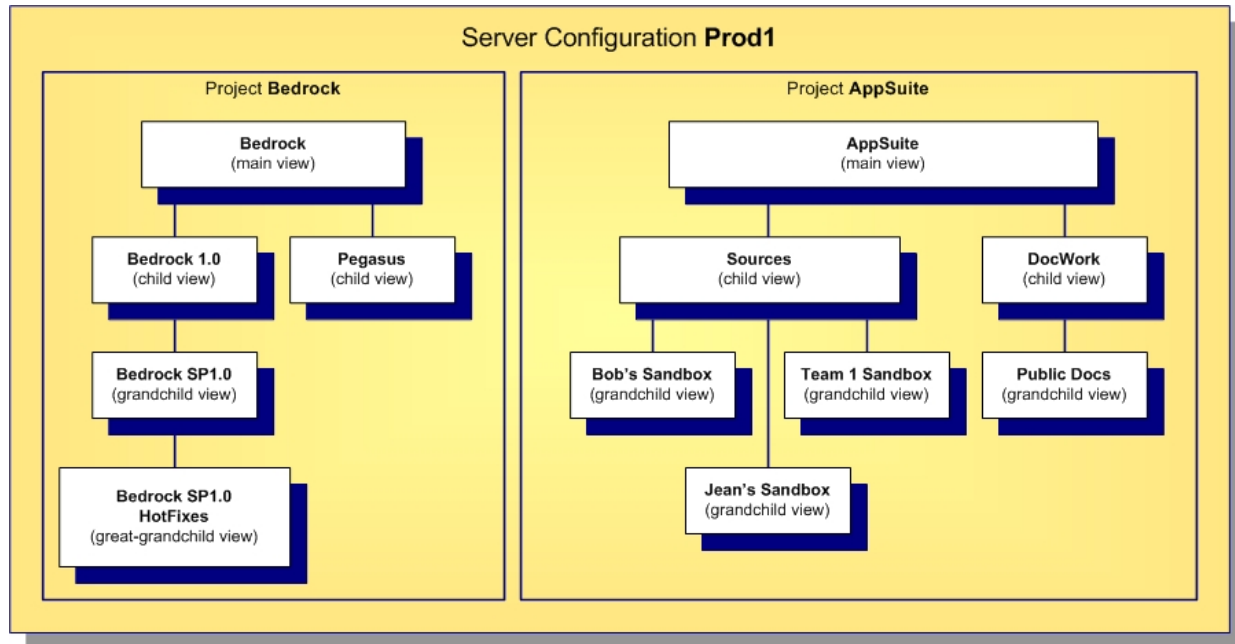 Server Configuration Prod1
Project Bedrock
Bedrock
(main view)
Bedrock 1.0
(child view)
Pegasus
(child view)
Bedrock SP1.0
(grandchild view)
Bedrock SP1.0
HotFixes
(great-grandchild view)
Project AppSuite
AppSuite
(main view)
Sources
(child view)
DocWork
(child view)
Bob's Sandbox
(grandchild view)
Team 1 Sandbox
(grandchild view)
Public Docs
(grandchild view)
Jean's Sandbox
(grandchild view)